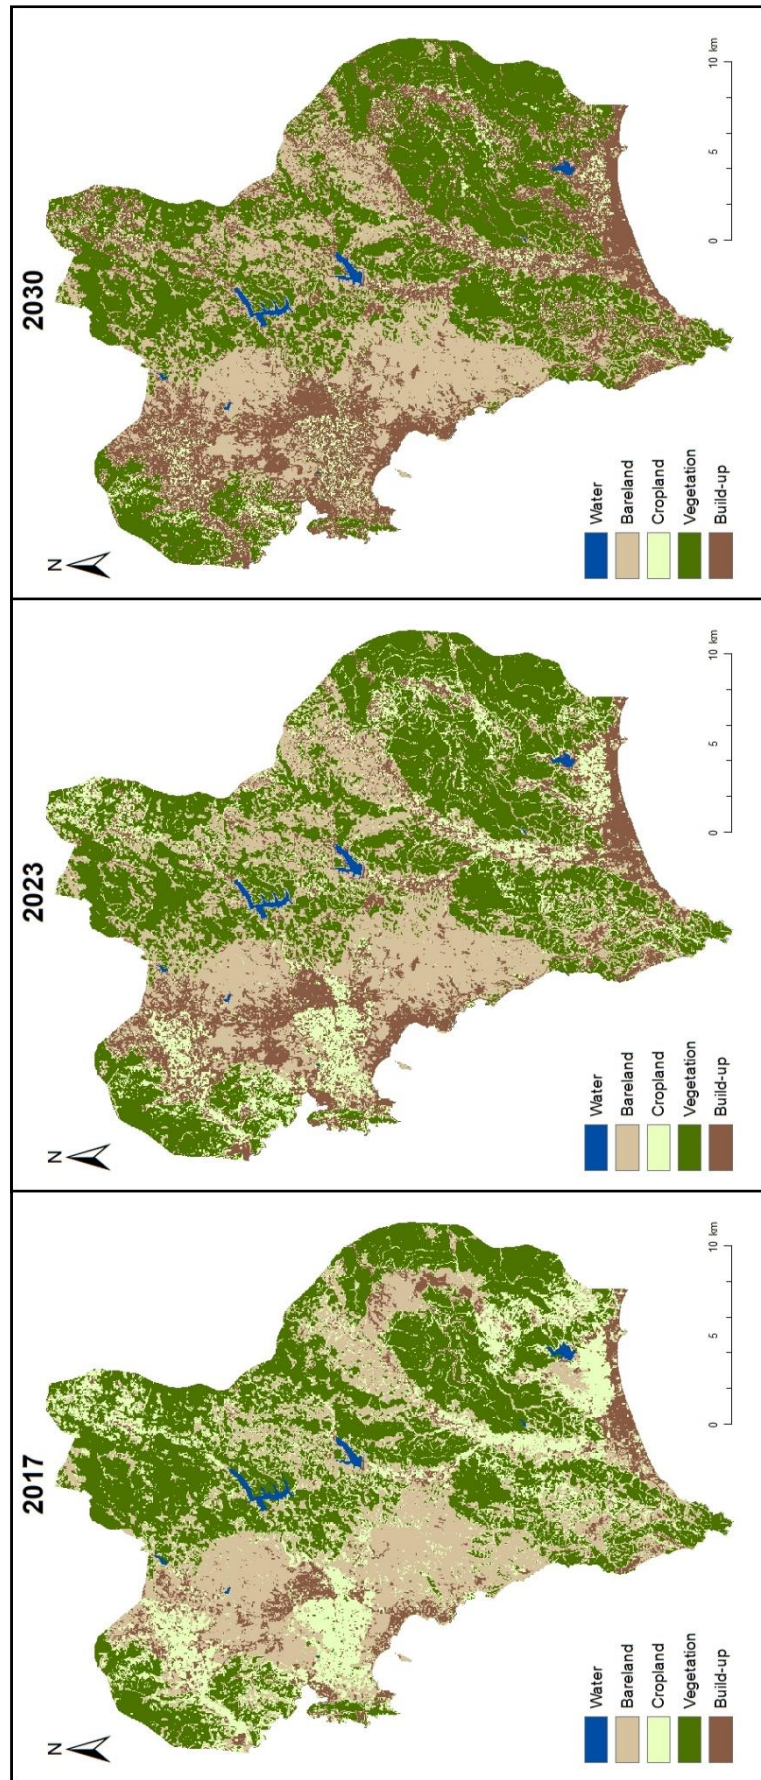 2017
N
Water
Bareland
Cropland
Vegetation
Build-up
0 5 10 km
2023
N
Water
Bareland
Cropland
Vegetation
Build-up
0 5 10 km
2030
N
Water
Bareland
Cropland
Vegetation
Build-up
0 5 10 km